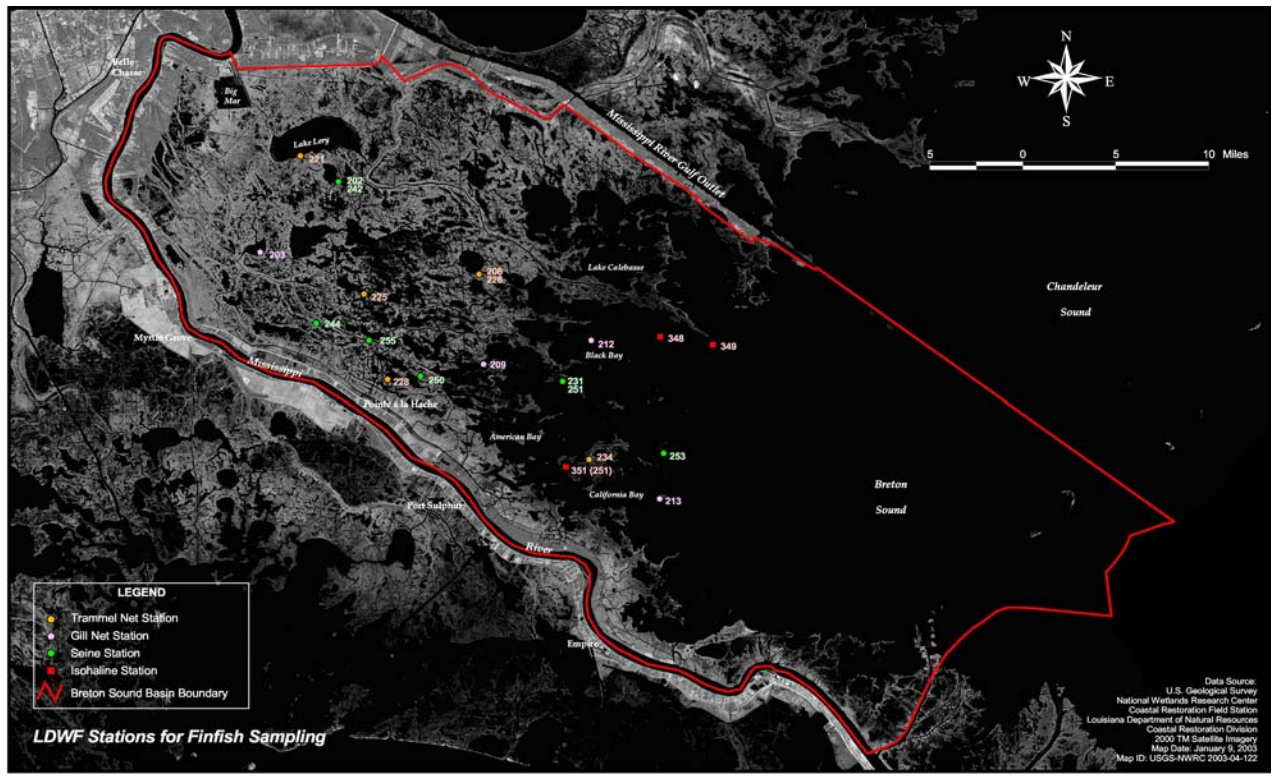 Belle
Chasse
Big
Mar
N
W E
S
5 0 5 10 Miles
Lake Lery
221
202
242
Mississippi River Gulf Outlet
203
206
226
Lake Calebasse
225
Chandeleur
Sound
244
255
Myrtle Grove
212
348
349
Black Bay
Mississippi
209
228
250
231
251
Pointe à la Hache
American Bay
234
253
351 (251)
California Bay
213
Breton
Sound
Port Sulphur
River
Empire
LEGEND
Trammel Net Station
Gill Net Station
Seine Station
Isohaline Station
Breton Sound Basin Boundary
LDWF Stations for Finfish Sampling
Data Source:
U.S. Geological Survey
National Wetlands Research Center
Coastal Restoration Field Station
Louisiana Department of Natural Resources
Coastal Restoration Division
2000 TM Satellite Imagery
Map Date: January 9, 2003
Map ID: USGS-NWRC 2003-04-122